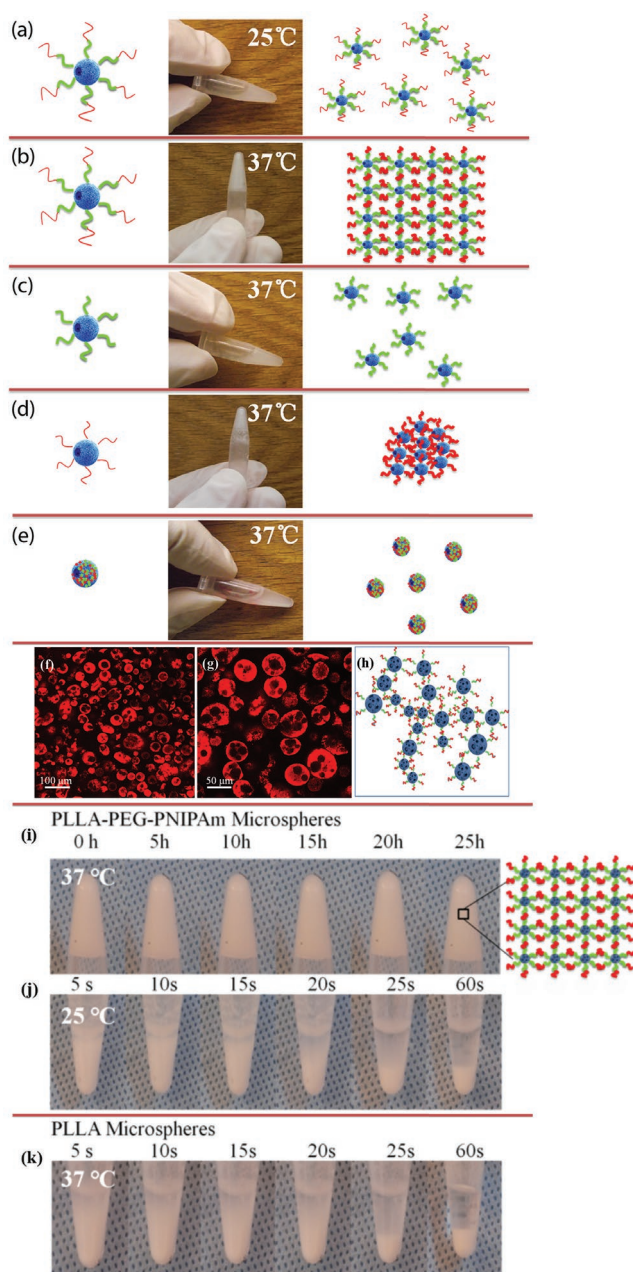 (a)
25℃
(b)
37℃
(c)
37℃
(d)
37℃
(e)
37℃
(f)
100 µm
(g)
50 µm
(h)
PLLA-PEG-PNIPAm Microspheres
(i)
0 h 5h 10h 15h 20h 25h
37 ℃
5 s 10s 15s 20s 25s 60s
(j)
25 ℃
PLLA Microspheres
5 s 10s 15s 20s 25s 60s
(k)
37 ℃